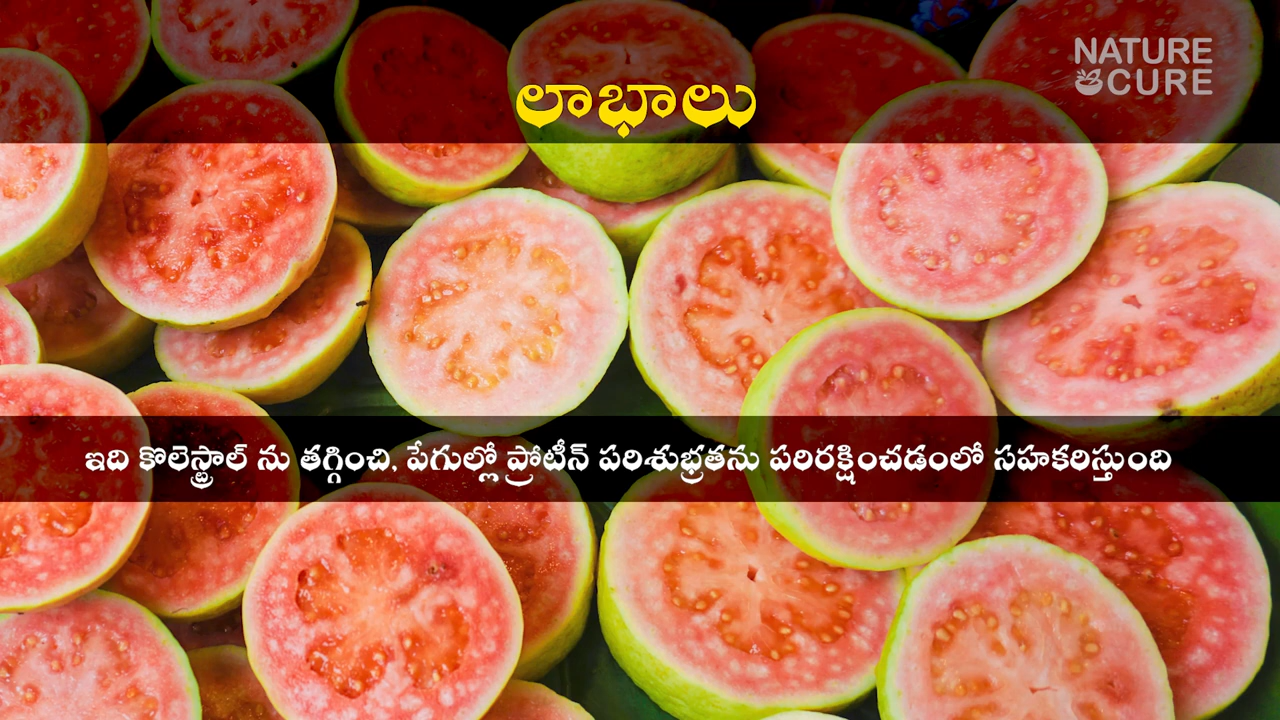 NATURE
CURE
లాభాలు
ఇది కొలెస్ట్రాల్ ను తగ్గించి, పేగుల్లో ప్రోటీన్ పరిశుభ్రతను పరిరక్షించడంలో సహకరిస్తుంది